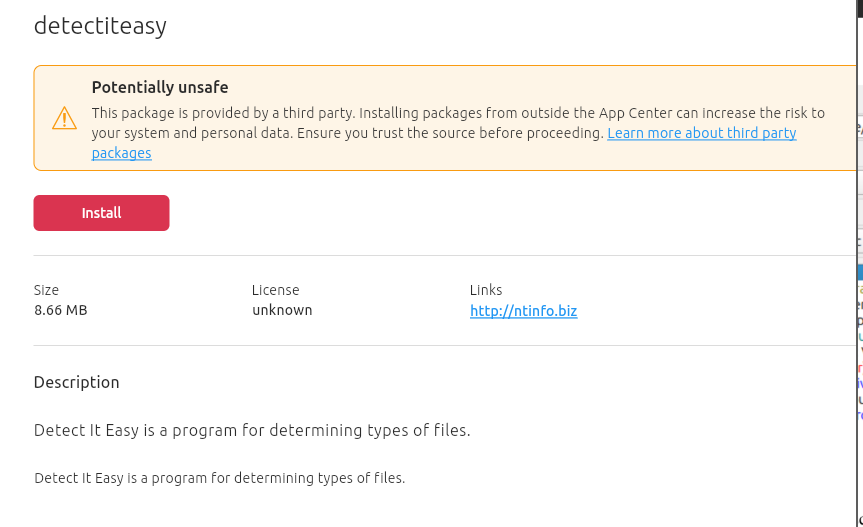 detectiteasy
Potentially unsafe
This package is provided by a third party. Installing packages from outside the App Center can increase the risk to
your system and personal data. Ensure you trust the source before proceeding. Learn more about third party
packages
Install
Size
License
Links
8.66 MB
unknown
http://ntinfo.biz
Description
Detect It Easy is a program for determining types of files.
Detect It Easy is a program for determining types of files.